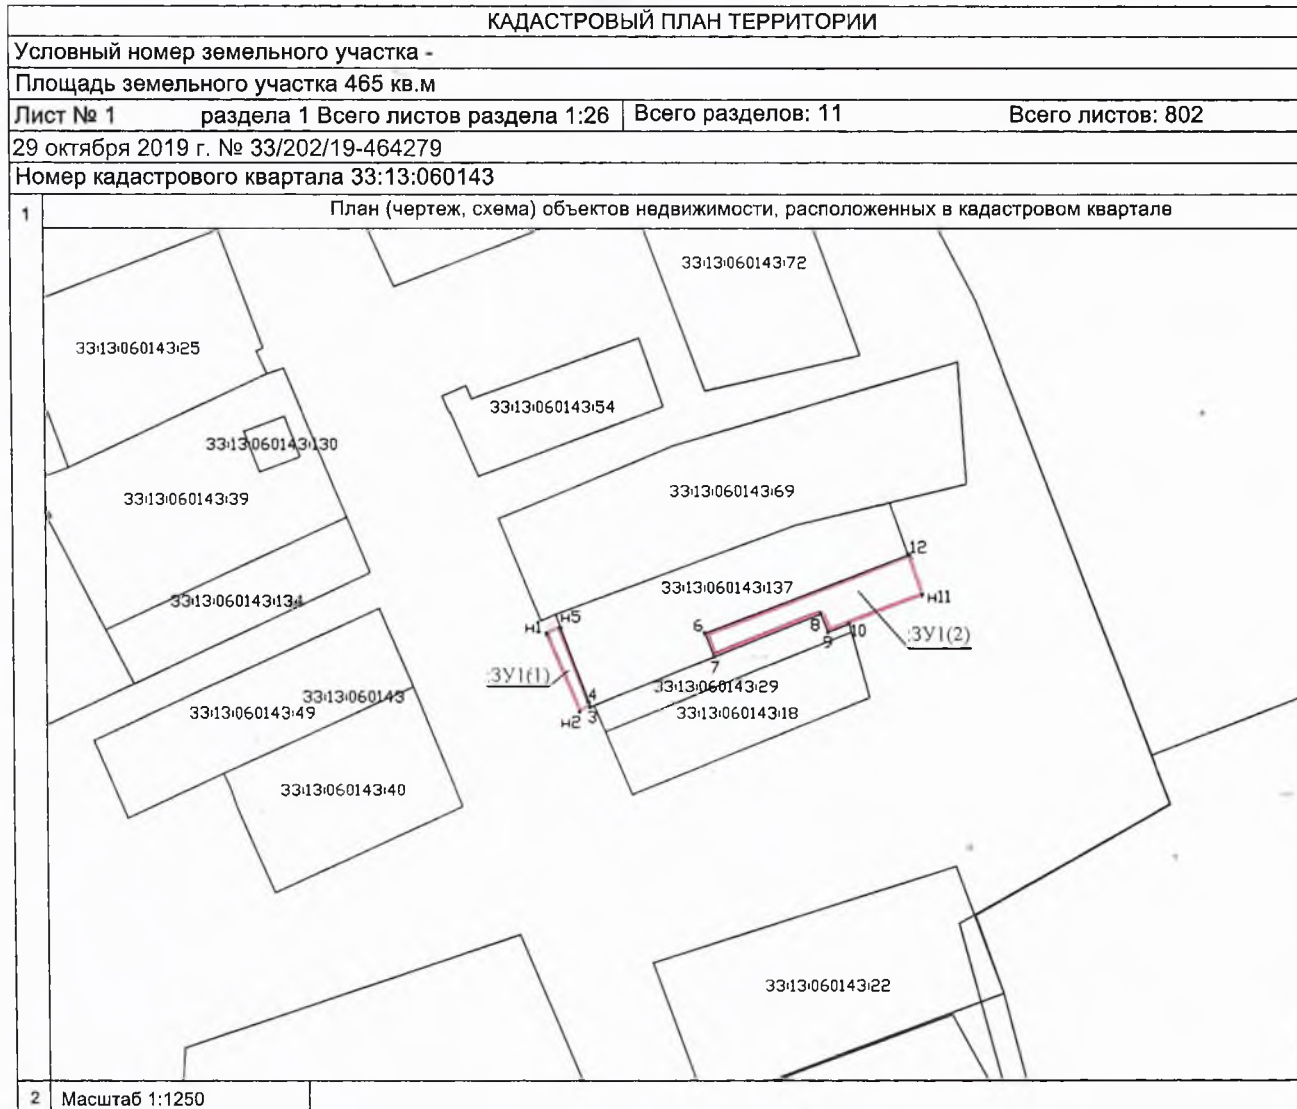 КАДАСТРОВЫЙ ПЛАН ТЕРРИТОРИИ
Условный номер земельного участка -
Площадь земельного участка 465 кв.м
Лист № 1 раздела 1 Всего листов раздела 1:26 Всего разделов: 11 Всего листов: 802
29 октября 2019 г. № 33/202/19-464279
Номер кадастрового квартала 33:13:060143
1 План (чертеж, схема) объектов недвижимости, расположенных в кадастровом квартале
33:13:060143:72
33:13:060143:25
33:13:060143:54
33:13:060143:130
33:13:060143:39
33:13:060143:69
12
33:13:060143:137
н11
33:13:060143:134
н5
н1
6
8
10
9
:ЗУ1(2)
7
:ЗУ1(1)
33:13:060143:29
33:13:060143
4
3
н2
33:13:060143:49
33:13:060143:18
33:13:060143:40
33:13:060143:22
2 Масштаб 1:1250